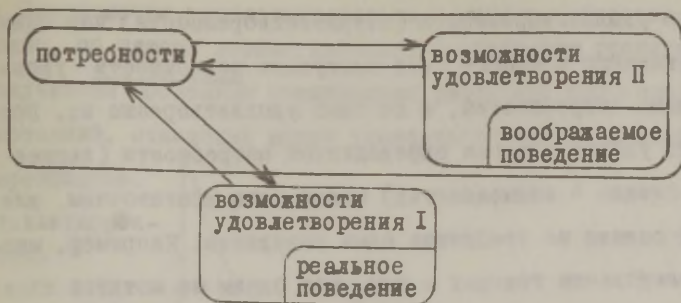 потребности
возможности
удовлетворения II
воображаемое
поведение
возможности
удовлетворения I
реальное
поведение